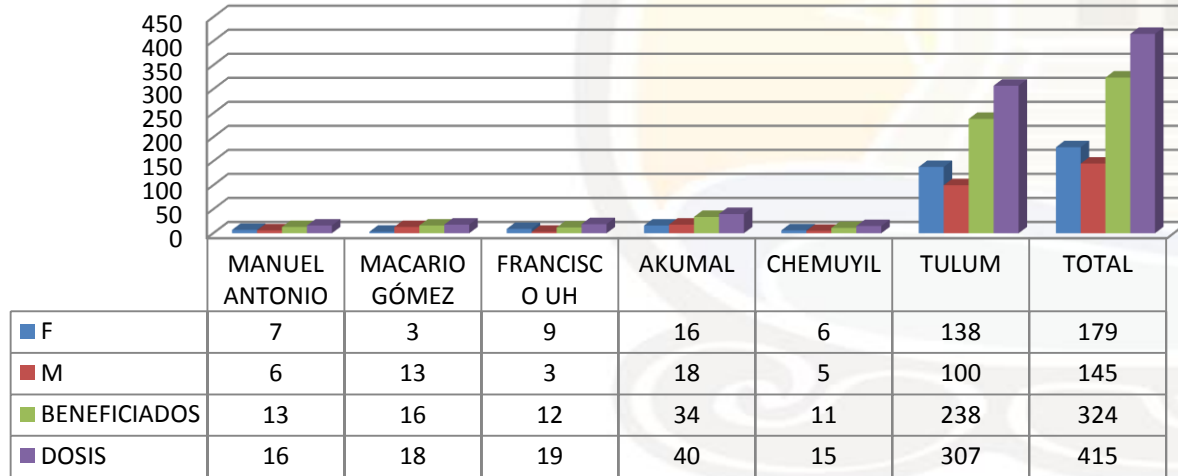 450
400
350
300
250
200
150
100
50
0
MANUEL ANTONIO MACARIO GÓMEZ FRANCISC O UH AKUMAL CHEMUYIL TULUM TOTAL
F 7 3 9 16 6 138 179
M 6 13 3 18 5 100 145
BENEFICIADOS 13 16 12 34 11 238 324
DOSIS 16 18 19 40 15 307 415